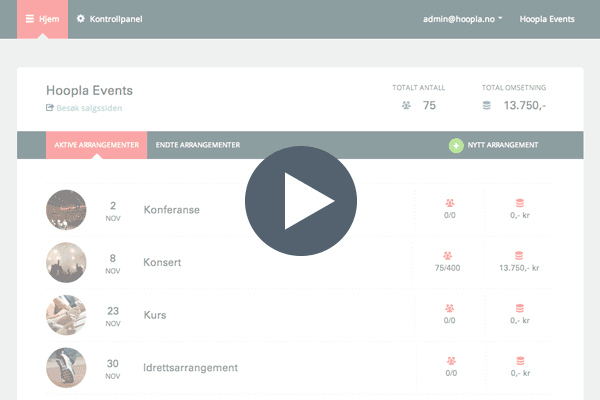 Hjem Kontrollpanel admin@hoopla.no Hoopla Events
Hoopla Events
Besøk salgssiden
TOTALT ANTALL TOTAL OMSETNING
75 13.750,-
AKTIVE ARRANGEMENTER ENDTE ARRANGEMENTER NYTT ARRANGEMENT
2 NOV Konferanse 0/0 0,- kr
8 NOV Konsert 75/400 13.750,- kr
23 NOV Kurs 0/0 0,- kr
30 NOV Idrettsarrangement 0/0 0,- kr